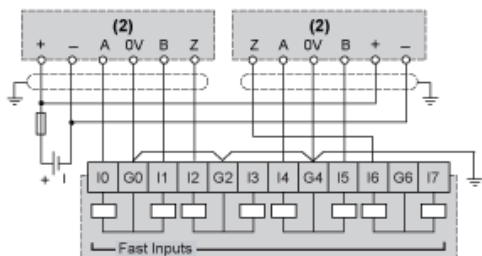 (2) (2)
+ – A 0V B Z Z A 0V B + –
+ I
I0 G0 I1 I2 G2 I3 I4 G4 I5 I6 G6 I7
Fast Inputs